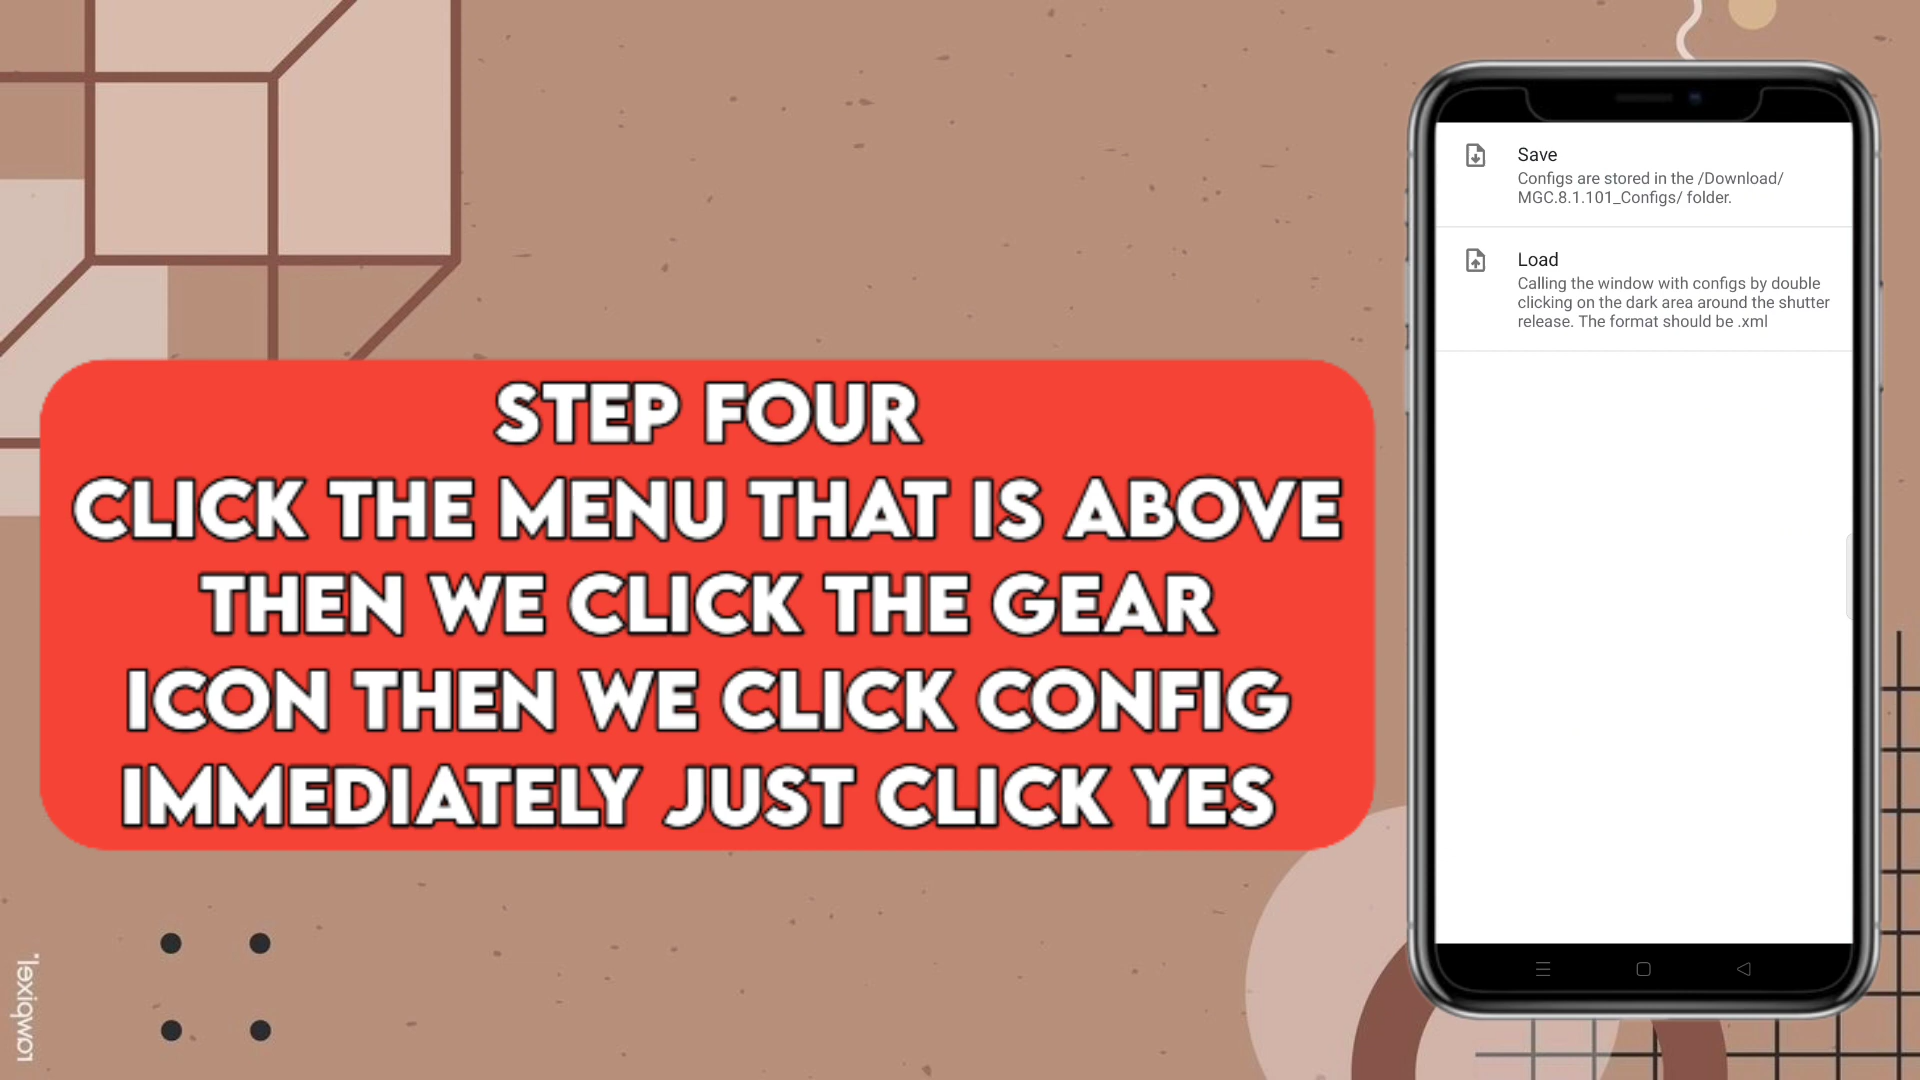 STEP FOUR
CLICK THE MENU THAT IS ABOVE
THEN WE CLICK THE GEAR
ICON THEN WE CLICK CONFIG
IMMEDIATELY JUST CLICK YES
Save
Configs are stored in the /Download/
MGC.8.1.101_Configs/ folder.
Load
Calling the window with configs by double
clicking on the dark area around the shutter
release. The format should be .xml